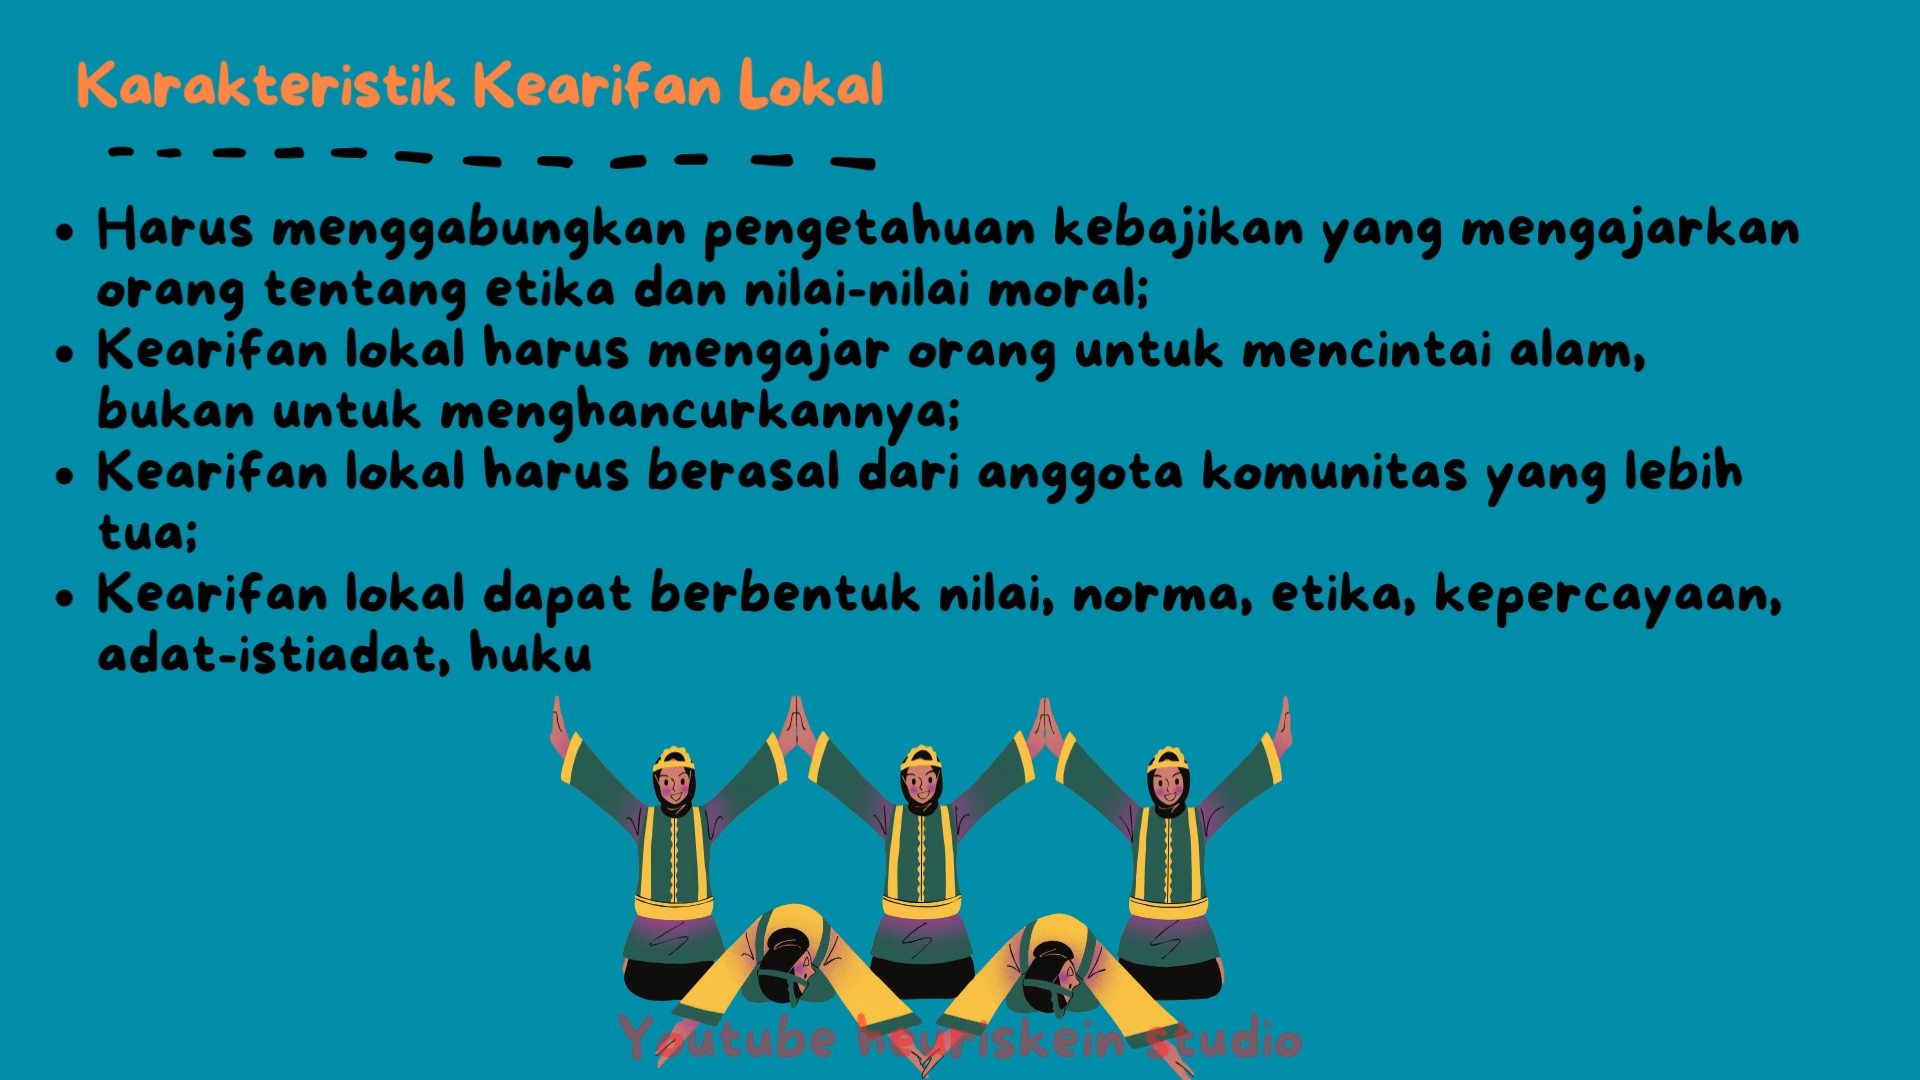 Karakteristik Kearifan Lokal
• Harus menggabungkan pengetahuan kebajikan yang mengajarkan
orang tentang etika dan nilai-nilai moral;
• Kearifan lokal harus mengajar orang untuk mencintai alam,
bukan untuk menghancurkannya;
• Kearifan lokal harus berasal dari anggota komunitas yang lebih
tua;
• Kearifan lokal dapat berbentuk nilai, norma, etika, kepercayaan,
adat-istiadat, huku
Youtube heuriskein studio